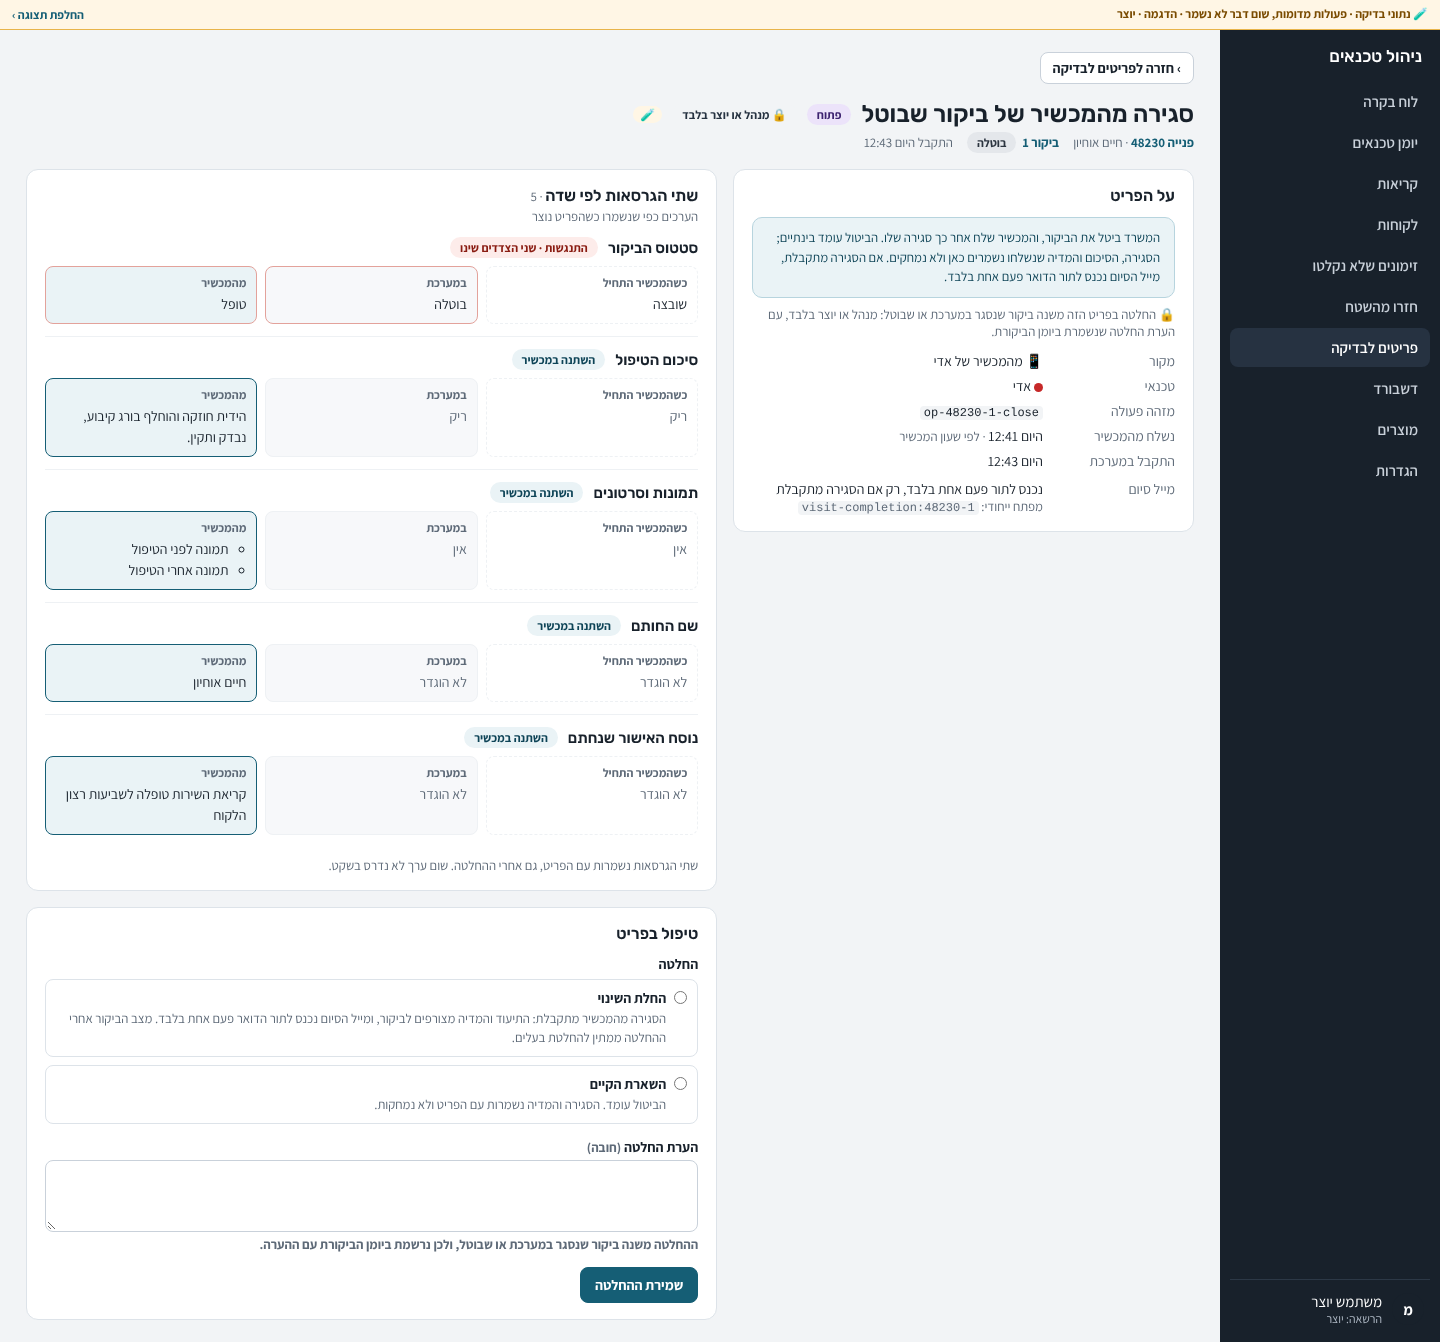 🧪 נתוני בדיקה · פעולות מדומות, שום דבר לא נשמר · הדגמה · יוצר
החלפת תצוגה ›
ניהול טכנאים
לוח בקרה
יומן טכנאים
קריאות
לקוחות
זימונים שלא נקלטו
חזרו מהשטח
פריטים לבדיקה
דשבורד
מוצרים
הגדרות
משתמש יוצר
הרשאה: יוצר
מ
› חזרה לפריטים לבדיקה
סגירה מהמכשיר של ביקור שבוטל פתוח 🔒 מנהל או יוצר בלבד 🧪
פנייה 48230 · חיים אוחיון ביקור 1 בוטלה התקבל היום 12:43
על הפריט
המשרד ביטל את הביקור, והמכשיר שלח אחר כך סגירה שלו. הביטול עומד בינתיים;
הסגירה, הסיכום והמדיה שנשלחו נשמרים כאן ולא נמחקים. אם הסגירה מתקבלת,
מייל הסיום נכנס לתור הדואר פעם אחת בלבד.
🔒 החלטה בפריט הזה משנה ביקור שנסגר במערכת או שבוטל: מנהל או יוצר בלבד, עם
הערת החלטה שנשמרת ביומן הביקורת.
מקור 📱 מהמכשיר של אדי
טכנאי אדי
מזהה פעולה op-48230-1-close
נשלח מהמכשיר היום 12:41 · לפי שעון המכשיר
התקבל במערכת היום 12:43
מייל סיום נכנס לתור פעם אחת בלבד, רק אם הסגירה מתקבלת
מפתח ייחודי: visit-completion:48230-1
שתי הגרסאות לפי שדה · 5
הערכים כפי שנשמרו כשהפריט נוצר
סטטוס הביקור התנגשות · שני הצדדים שינו
כשהמכשיר התחיל במערכת מהמכשיר
שובצה בוטלה טופל
סיכום הטיפול השתנה במכשיר
כשהמכשיר התחיל במערכת מהמכשיר
ריק ריק הידית חוזקה והוחלף בורג קיבוע,
נבדק ותקין.
תמונות וסרטונים השתנה במכשיר
כשהמכשיר התחיל במערכת מהמכשיר
אין אין תמונה לפני הטיפול
תמונה אחרי הטיפול
שם החותם השתנה במכשיר
כשהמכשיר התחיל במערכת מהמכשיר
לא הוגדר לא הוגדר חיים אוחיון
נוסח האישור שנחתם השתנה במכשיר
כשהמכשיר התחיל במערכת מהמכשיר
לא הוגדר לא הוגדר קריאת השירות טופלה לשביעות רצון
הלקוח
שתי הגרסאות נשמרות עם הפריט, גם אחרי ההחלטה. שום ערך לא נדרס בשקט.
טיפול בפריט
החלטה
החלת השינוי
הסגירה מהמכשיר מתקבלת: התיעוד והמדיה מצורפים לביקור, ומייל הסיום נכנס לתור הדואר פעם אחת בלבד. מצב הביקור אחרי
ההחלטה ממתין להחלטת בעלים.
השארת הקיים
הביטול עומד. הסגירה והמדיה נשמרות עם הפריט ולא נמחקות.
הערת החלטה (חובה)
ההחלטה משנה ביקור שנסגר במערכת או שבוטל, ולכן נרשמת ביומן הביקורת עם ההערה.
שמירת ההחלטה